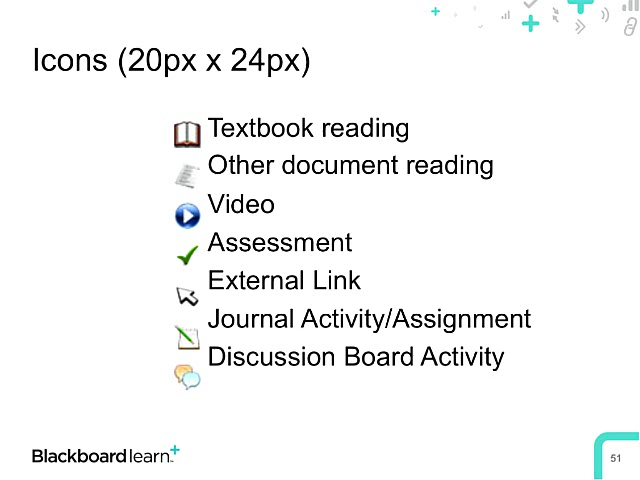 Icons (20px x 24px)
Textbook reading
Other document reading
Video
Assessment
External Link
Journal Activity/Assignment
Discussion Board Activity
Blackboard learn+
51